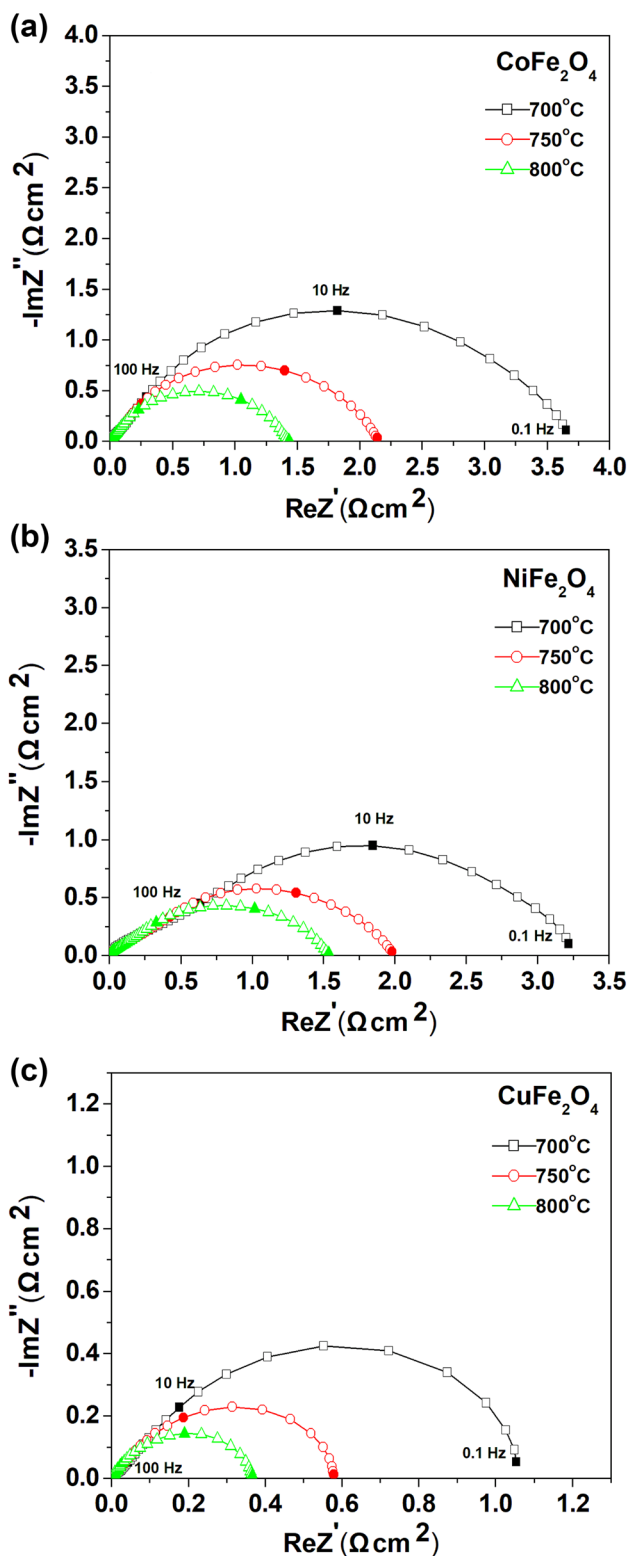 (a)
4.0
3.5
3.0
2.5
2.0
1.5
1.0
0.5
0.0
-ImZ"(Ωcm²)
CoFe₂O₄
700°C
750°C
800°C
10 Hz
100 Hz
0.1 Hz
0.0 0.5 1.0 1.5 2.0 2.5 3.0 3.5 4.0
ReZ'(Ωcm²)
(b)
3.5
3.0
2.5
2.0
1.5
1.0
0.5
0.0
-ImZ"(Ωcm²)
NiFe₂O₄
700°C
750°C
800°C
10 Hz
100 Hz
0.1 Hz
0.0 0.5 1.0 1.5 2.0 2.5 3.0 3.5
ReZ'(Ωcm²)
(c)
1.2
1.0
0.8
0.6
0.4
0.2
0.0
-ImZ"(Ωcm²)
CuFe₂O₄
700°C
750°C
800°C
10 Hz
100 Hz
0.1 Hz
0.0 0.2 0.4 0.6 0.8 1.0 1.2
ReZ'(Ωcm²)